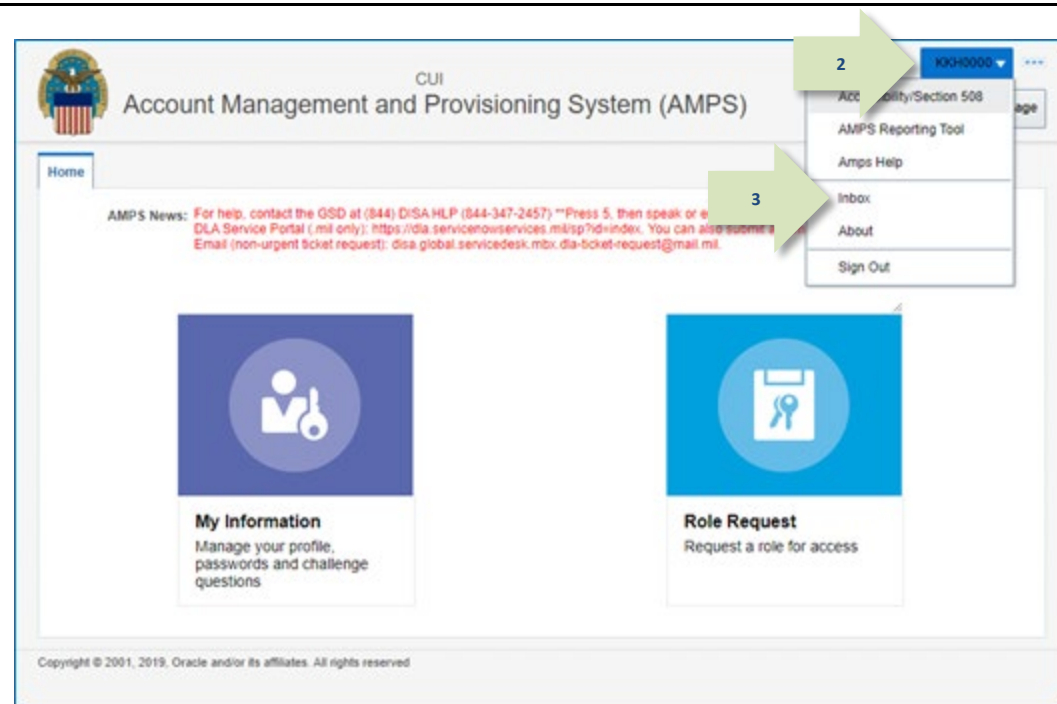 CUI
Account Management and Provisioning System (AMPS)
2
KKH0000
3
Accessibility/Section 508
AMPS Reporting Tool
Amps Help
Inbox
About
Sign Out
Home
AMPS News: For help, contact the GSD at (844) DISA HLP (844-347-2457) **Press 5, then speak or
DLA Service Portal (.mil only): https://dla.servicenowservices.mil/sp?id=index. You can also submit
Email (non-urgent ticket request): disa.global.servicedesk.mbx.dla-ticket-request@mail.mil.
My Information
Manage your profile,
passwords and challenge
questions
Role Request
Request a role for access
Copyright © 2001, 2019, Oracle and/or its affiliates. All rights reserved